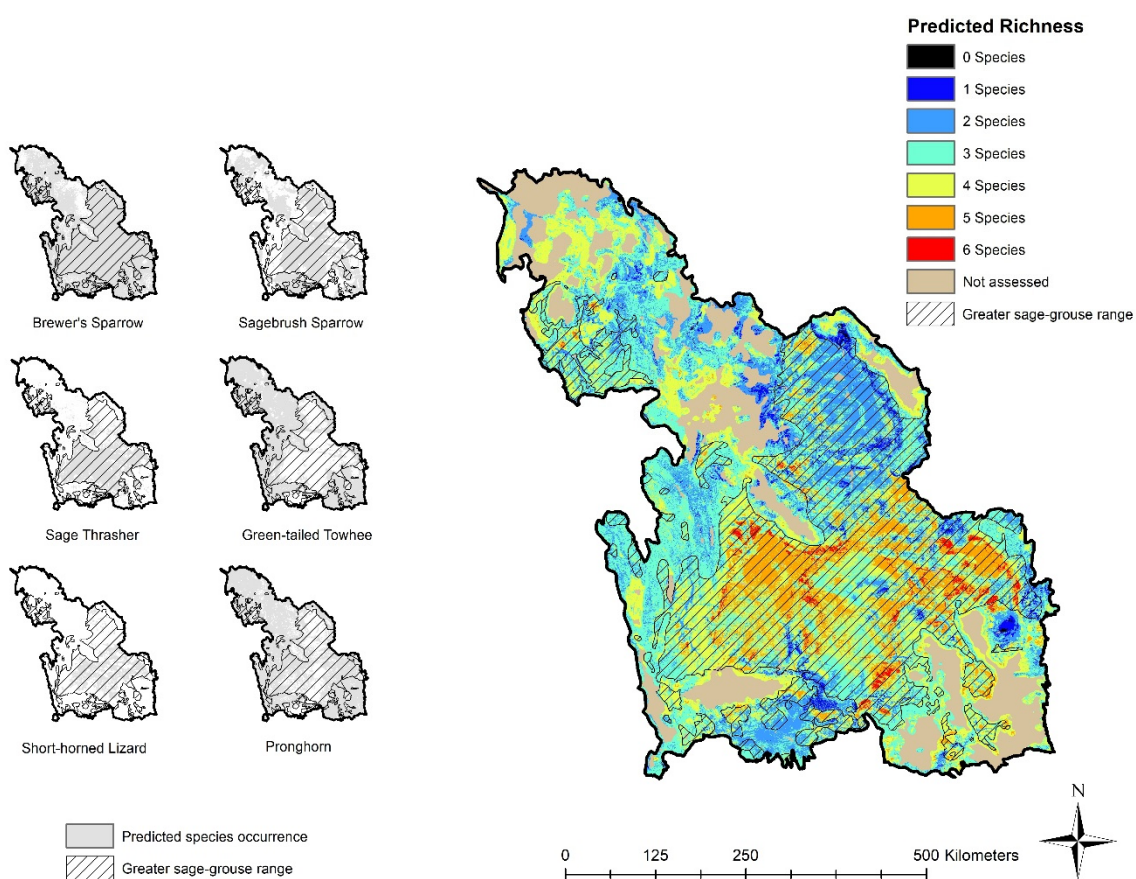 Predicted Richness
0 Species
1 Species
2 Species
3 Species
4 Species
5 Species
6 Species
Not assessed
Greater sage-grouse range
Brewer's Sparrow
Sagebrush Sparrow
Sage Thrasher
Green-tailed Towhee
Short-horned Lizard
Pronghorn
Predicted species occurrence
Greater sage-grouse range
N
0 125 250 500 Kilometers